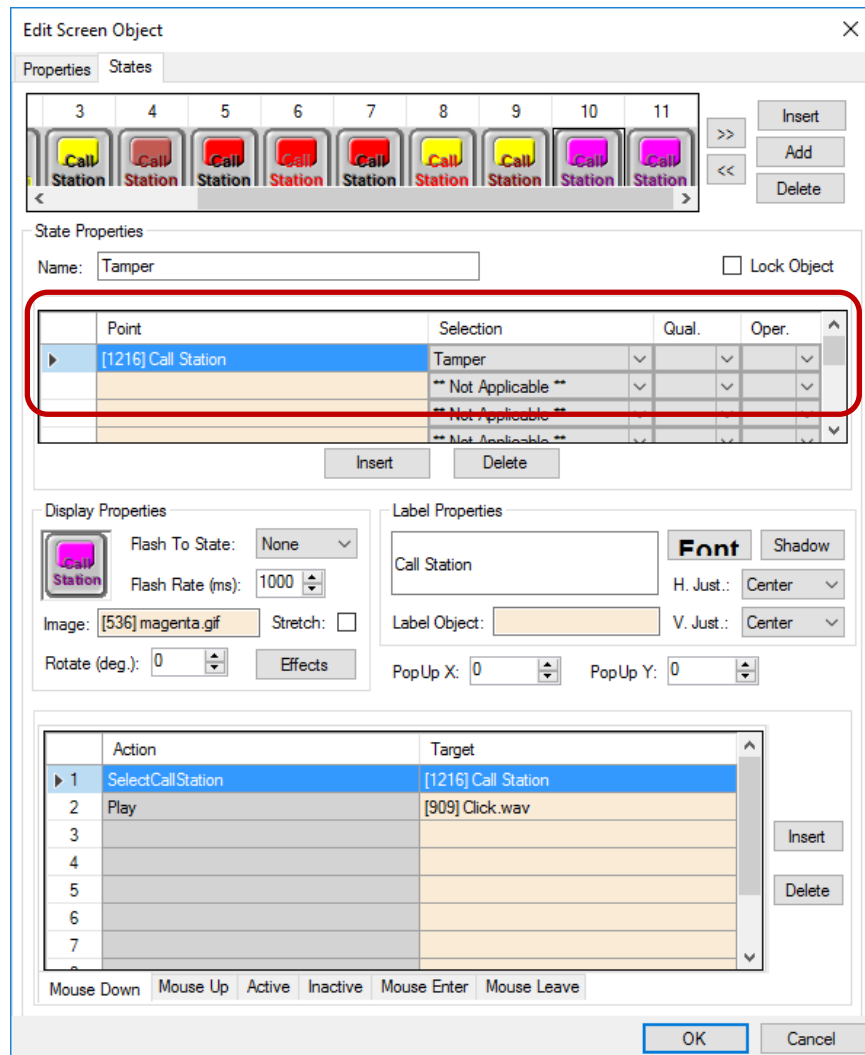 Edit Screen Object
Properties States
3 4 5 6 7 8 9 10 11
Call Call Call Call Call Call Call Call Call
Station Station Station Station Station Station Station Station Station
>>
<<
Insert
Add
Delete
State Properties
Name: Tamper Lock Object
Point Selection Qual. Oper.
[1216] Call Station Tamper
** Not Applicable **
** Not Applicable **
** Not Applicable **
Insert Delete
Display Properties
Call
Station
Flash To State: None
Flash Rate (ms): 1000
Image: [536] magenta.gif Stretch:
Rotate (deg.): 0 Effects
Label Properties
Call Station
Font Shadow
H. Just.: Center
Label Object: V. Just.: Center
PopUp X: 0 PopUp Y: 0
Action Target
1 SelectCallStation [1216] Call Station
2 Play [909] Click.wav
3
4
5
6
7
Insert
Delete
Mouse Down Mouse Up Active Inactive Mouse Enter Mouse Leave
OK Cancel